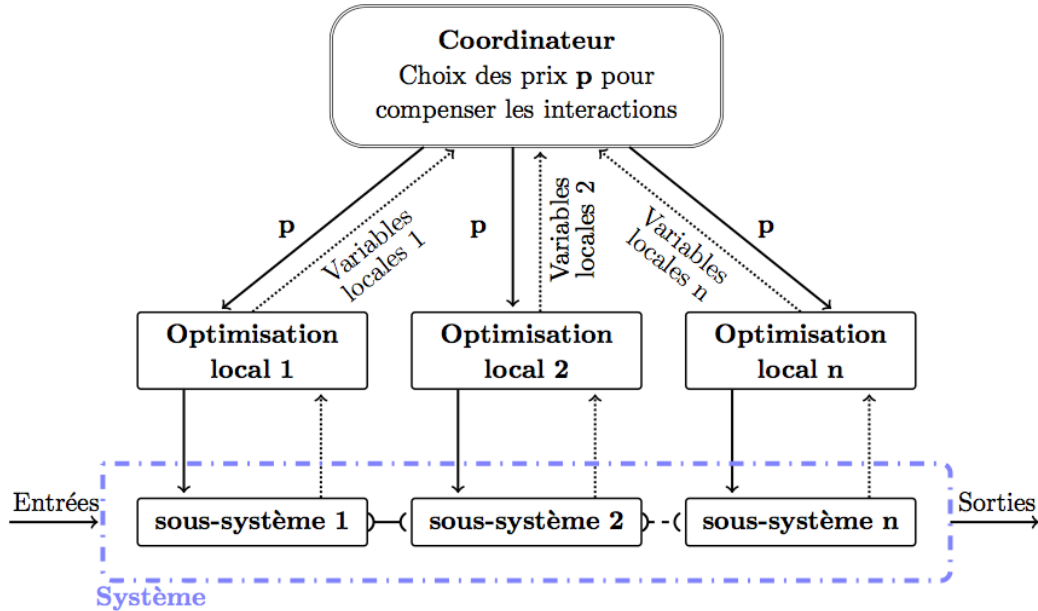 Coordinateur
Choix des prix p pour
compenser les interactions
p
Variables
locales 1
p
Variables
locales 2
Variables
locales n
p
Optimisation
local 1
Optimisation
local 2
Optimisation
local n
Entrées
sous-système 1
sous-système 2
sous-système n
Sorties
Système